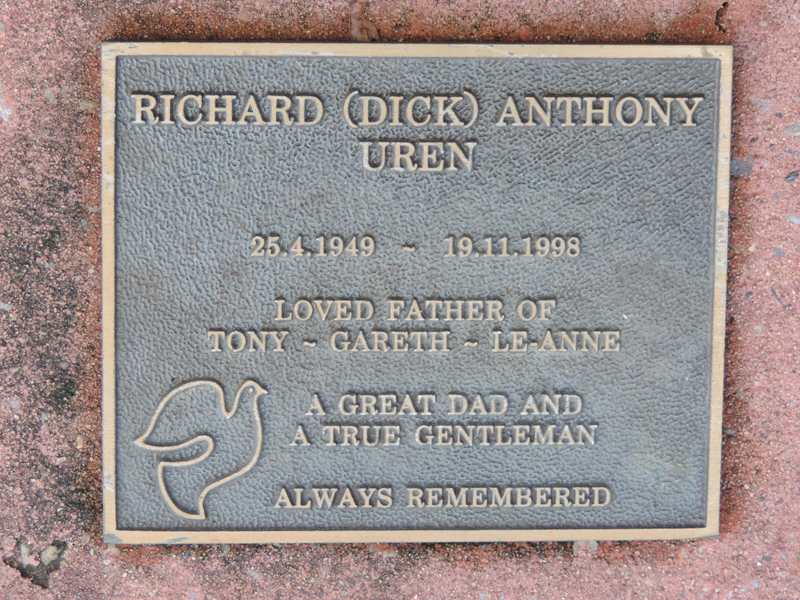 RICHARD (DICK) ANTHONY
UREN
25.4.1949 ~ 19.11.1998
LOVED FATHER OF
TONY ~ GARETH ~ LE-ANNE
A GREAT DAD AND
A TRUE GENTLEMAN
ALWAYS REMEMBERED